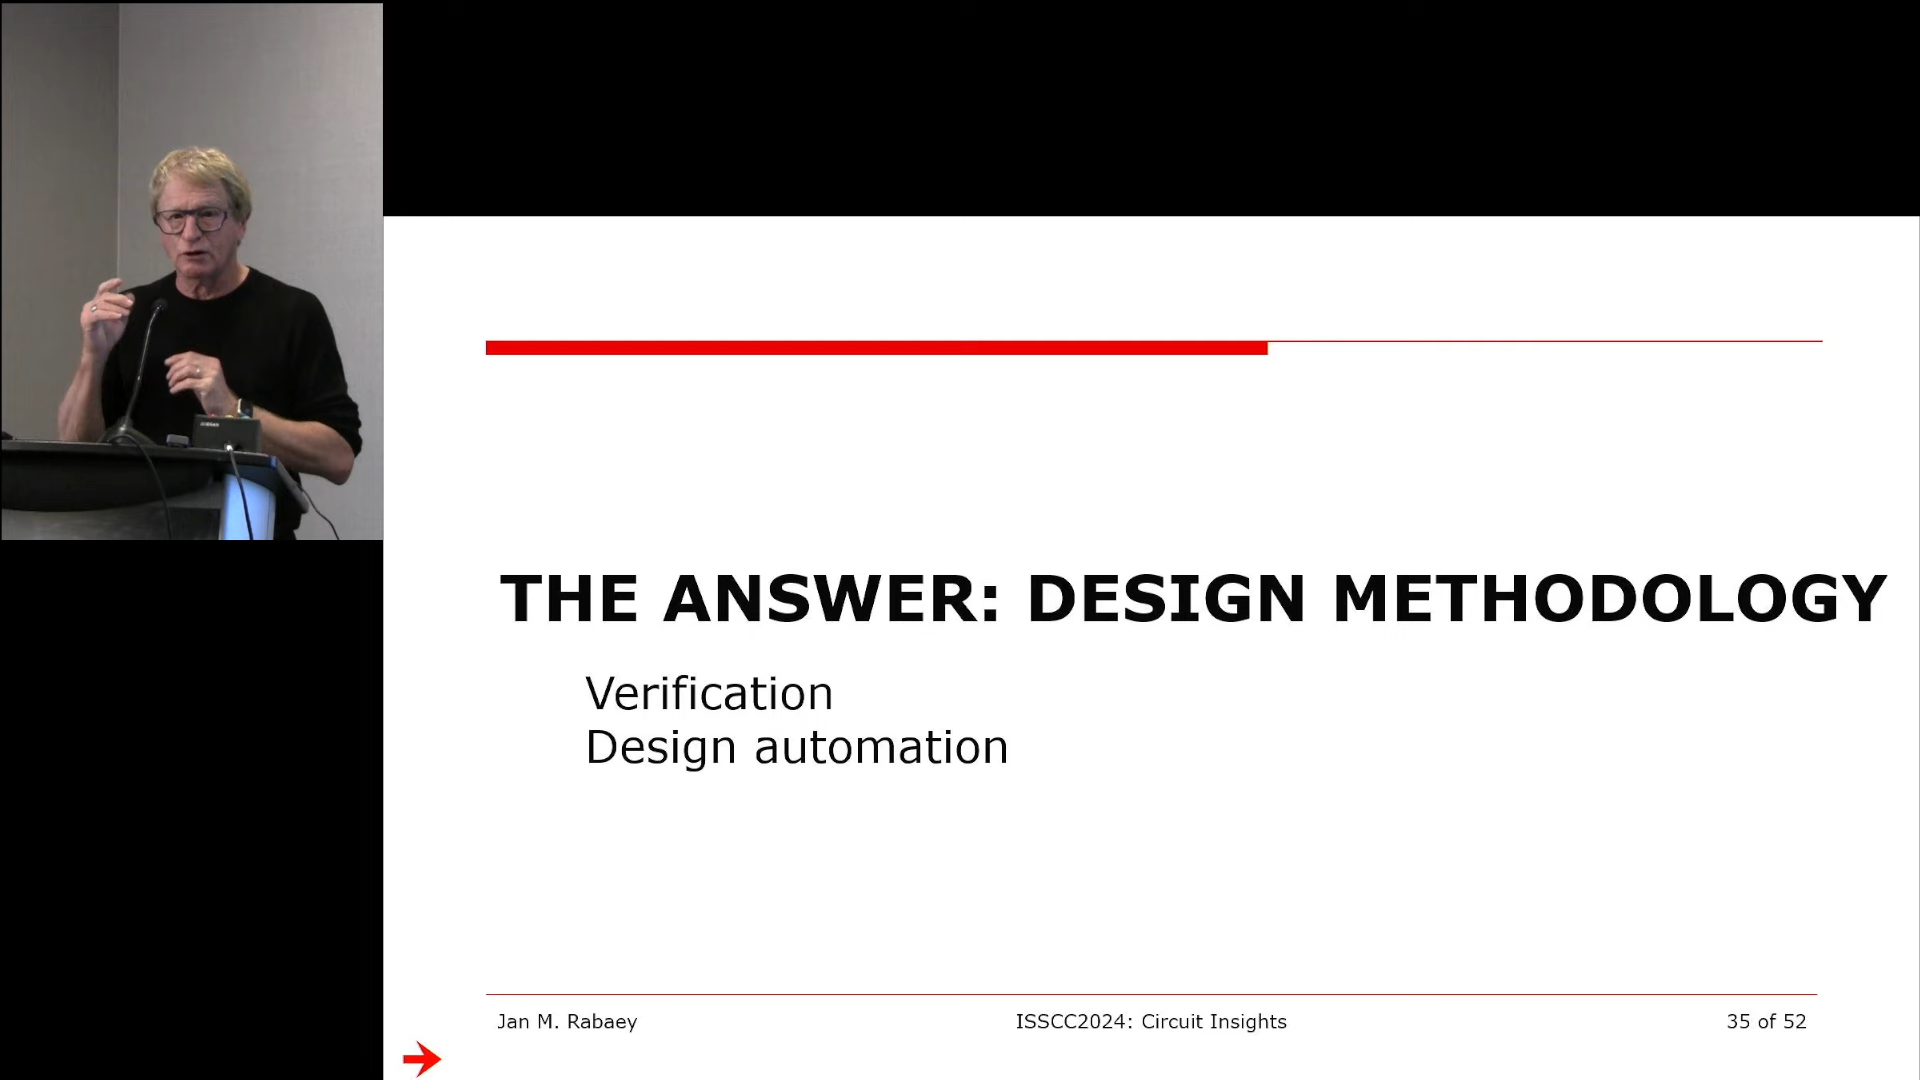 THE ANSWER: DESIGN METHODOLOGY
Verification
Design automation
Jan M. Rabaey
ISSCC2024: Circuit Insights
35 of 52